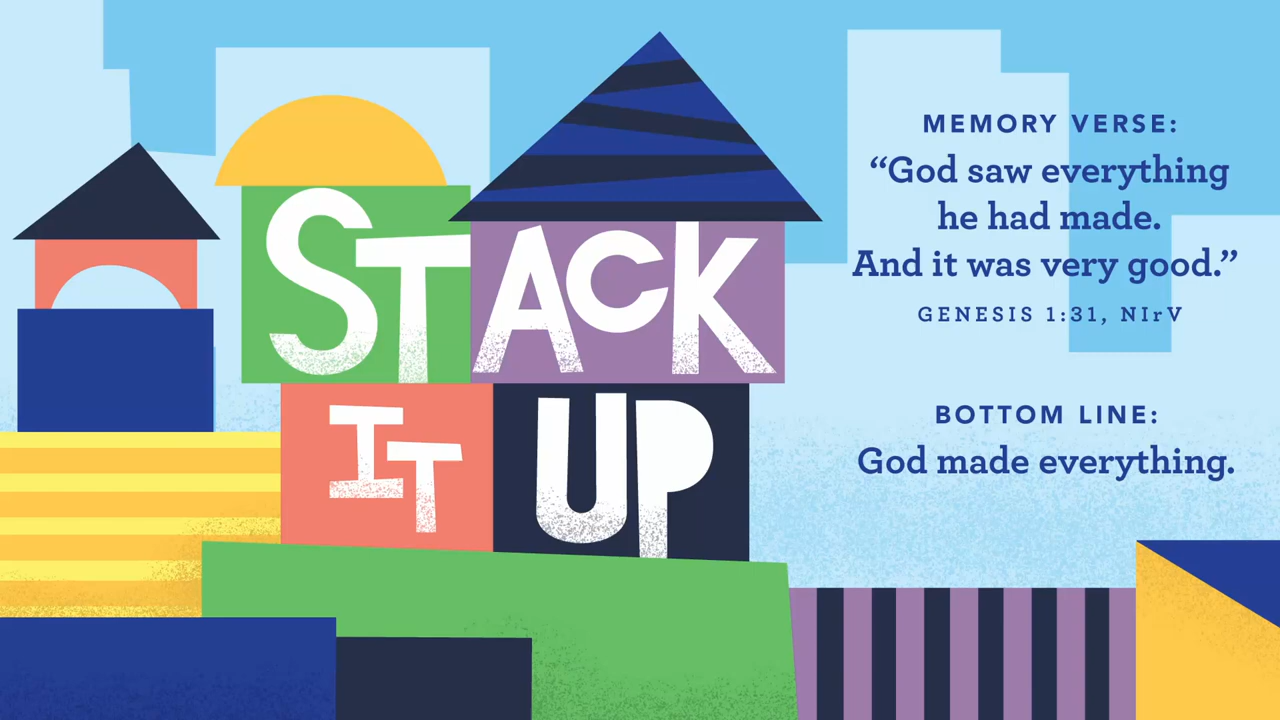 STACK
IT UP
MEMORY VERSE:
“God saw everything
he had made.
And it was very good.”
GENESIS 1:31, NIrV
BOTTOM LINE:
God made everything.